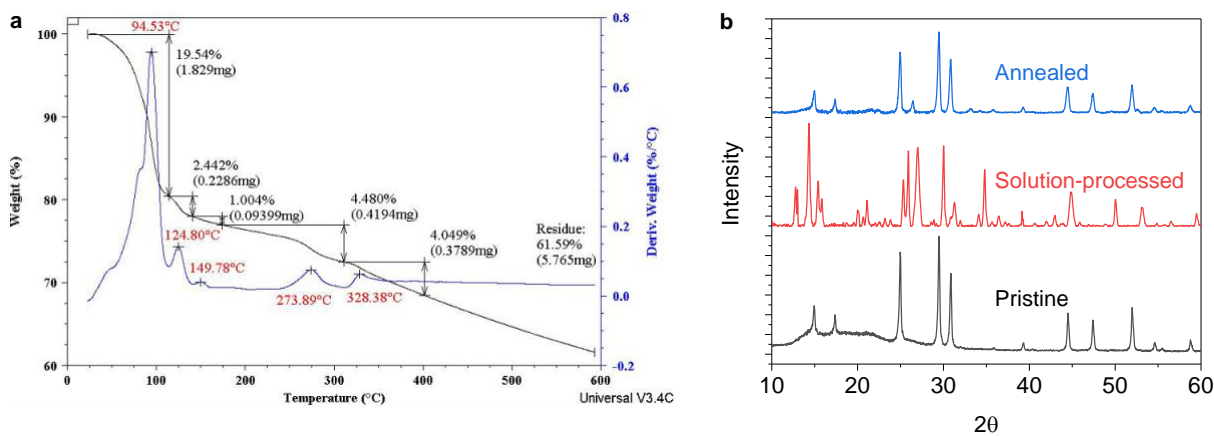 a
94.53°C
19.54%
(1.829mg)
2.442%
(0.2286mg)
1.004%
(0.09399mg)
4.480%
(0.4194mg)
4.049%
(0.3789mg)
Residue:
61.59%
(5.765mg)
124.80°C
149.78°C
273.89°C
328.38°C
100
90
80
70
60
Weight (%)
0
100
200
300
400
500
600
Temperature (°C)
Universal V3.4C
0.8
0.6
0.4
0.2
0.0
-0.2
Deriv. Weight (%/°C)
b
Annealed
Solution-processed
Pristine
Intensity
10
20
30
40
50
60
2θ